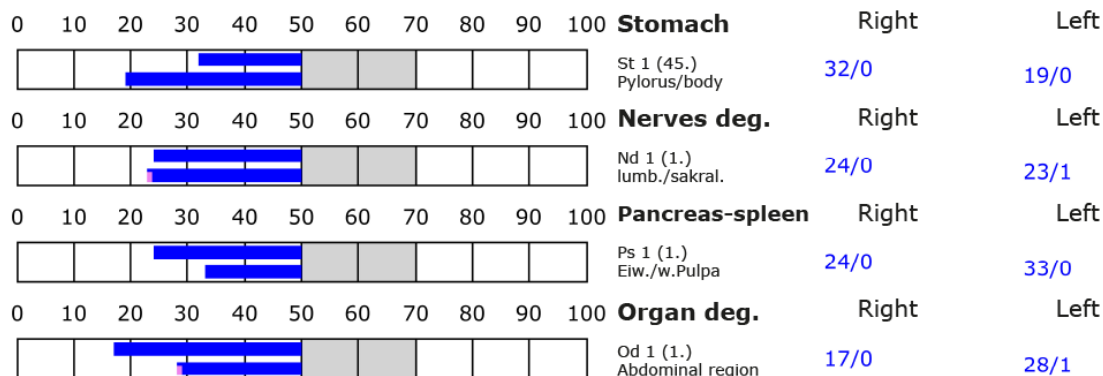 0 10 20 30 40 50 60 70 80 90 100 Stomach Right Left
St 1 (45.) 32/0 19/0
Pylorus/body
0 10 20 30 40 50 60 70 80 90 100 Nerves deg. Right Left
Nd 1 (1.) 24/0 23/1
lumb./sakral.
0 10 20 30 40 50 60 70 80 90 100 Pancreas-spleen Right Left
Ps 1 (1.) 24/0 33/0
Eiw./w.Pulpa
0 10 20 30 40 50 60 70 80 90 100 Organ deg. Right Left
Od 1 (1.) 17/0 28/1
Abdominal region